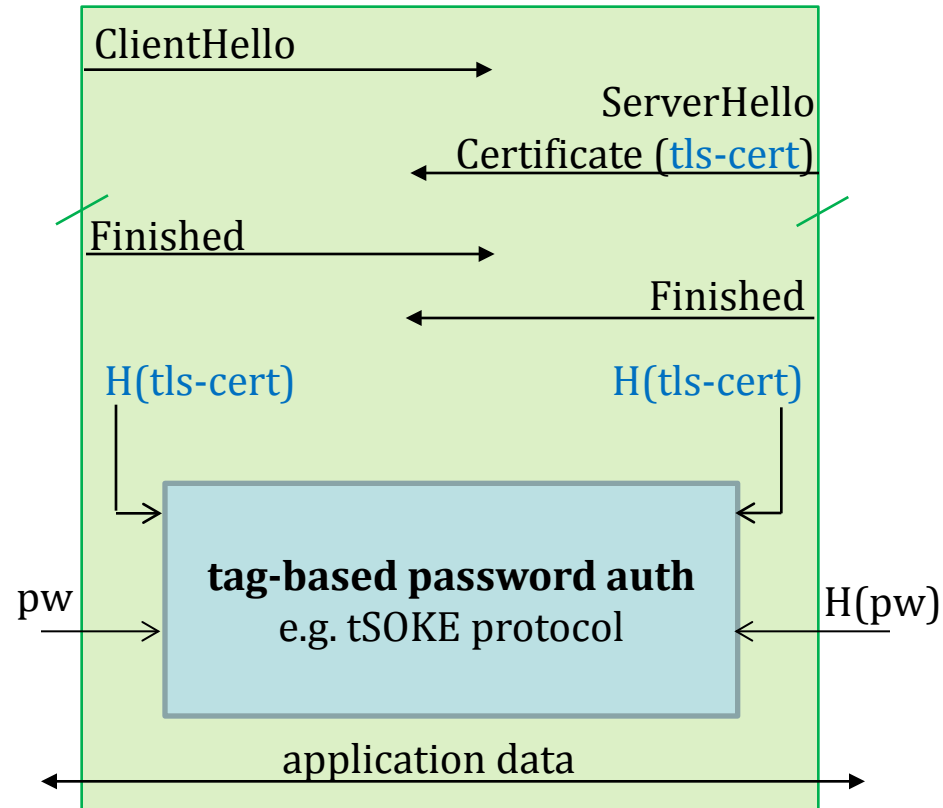 ClientHello
ServerHello
Certificate (tls-cert)
Finished
Finished
H(tls-cert)
H(tls-cert)
tag-based password auth
e.g. tSOKE protocol
pw
H(pw)
application data